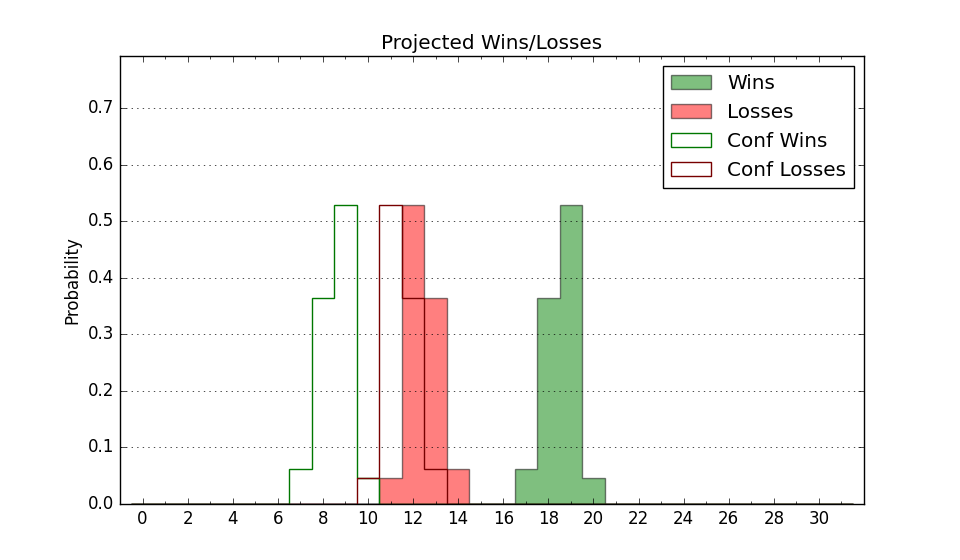 Projected Wins/Losses
Wins
Losses
Conf Wins
Conf Losses
Probability
0.7
0.6
0.5
0.4
0.3
0.2
0.1
0.0
0 2 4 6 8 10 12 14 16 18 20 22 24 26 28 30